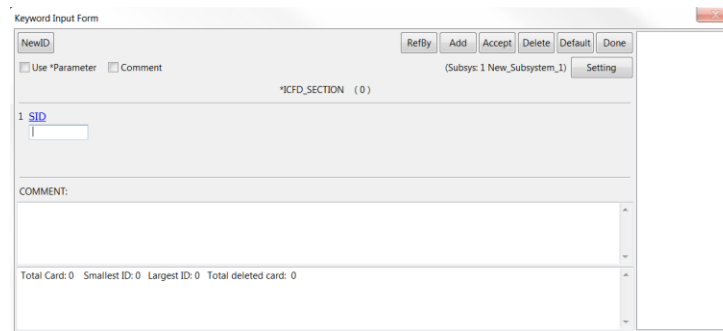 Keyword Input Form
NewID RefBy Add Accept Delete Default Done
Use *Parameter Comment (Subsys: 1 New_Subsystem_1) Setting
*ICFD_SECTION (0)
1 SID
COMMENT:
Total Card: 0 Smallest ID: 0 Largest ID: 0 Total deleted card: 0